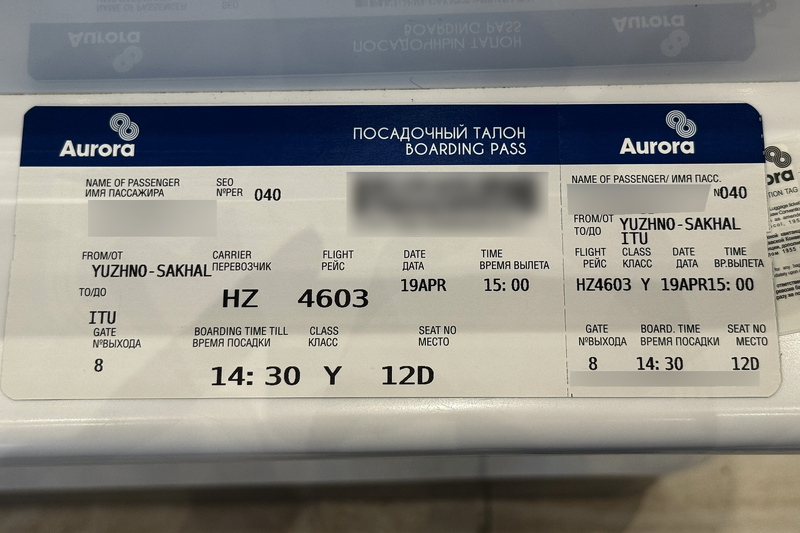 Aurora
ПОСАДОЧНЫЙ ТАЛОН
BOARDING PASS
Aurora
NAME OF PASSENGER
ИМЯ ПАССАЖИРА
SEO
№ПЕР 040
FROM/ОТ
YUZHNO-SAKHAL
CARRIER
ПЕРЕВОЗЧИК
HZ
FLIGHT
РЕЙС
4603
DATE
ДАТА
19APR
TIME
ВРЕМЯ ВЫЛЕТА
15:00
TO/ДО
ITU
GATE
№ВЫХОДА
8
BOARDING TIME TILL
ВРЕМЯ ПОСАДКИ
14:30
CLASS
КЛАСС
Y
SEAT NO
МЕСТО
12D
NAME OF PASSENGER/ ИМЯ ПАСС.
№040
FROM/ОТ YUZHNO-SAKHAL
TO/ДО ITU
FLIGHT CLASS DATE TIME
РЕЙС КЛАСС ДАТА ВР.ВЫЛЕТА
HZ4603 Y 19APR15:00
GATE BOARD. TIME SEAT NO
№ВЫХОДА ВРЕМЯ ПОСАДКИ МЕСТО
8 14:30 12D